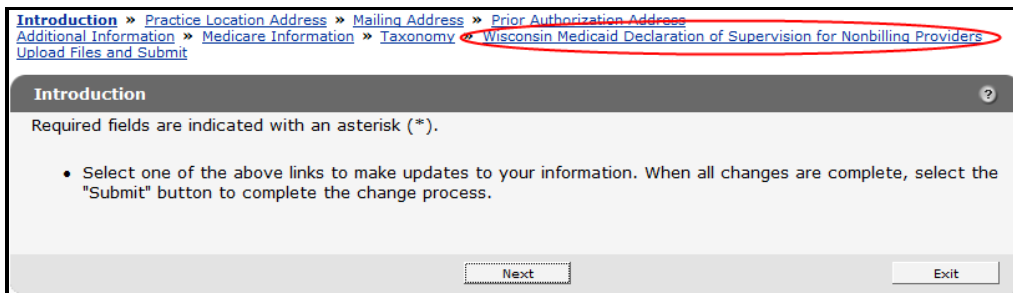 Introduction » Practice Location Address » Mailing Address » Prior Authorization Address
Additional Information » Medicare Information » Taxonomy » Wisconsin Medicaid Declaration of Supervision for Nonbilling Providers
Upload Files and Submit
Introduction ?
Required fields are indicated with an asterisk (*).
• Select one of the above links to make updates to your information. When all changes are complete, select the
"Submit" button to complete the change process.
Next Exit